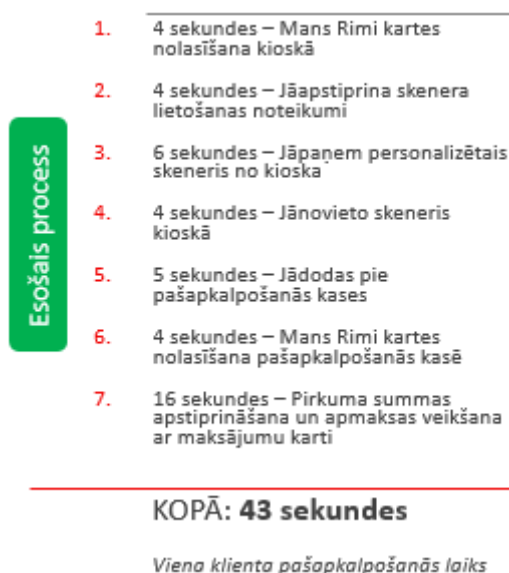 Esošais process
1. 4 sekundes – Mans Rimi kartes
nolasīšana kioskā
2. 4 sekundes – Jāapstiprina skenera
lietošanas noteikumi
3. 6 sekundes – Jāpaņem personalizētais
skeneris no kioska
4. 4 sekundes – Jānovieto skeneris
kioskā
5. 5 sekundes – Jādodas pie
pašapkalpošanās kases
6. 4 sekundes – Mans Rimi kartes
nolasīšana pašapkalpošanās kasē
7. 16 sekundes – Pirkuma summas
apstiprināšana un apmaksas veikšana
ar maksājumu karti
KOPĀ: 43 sekundes
Viena klienta pašapkalpošanās laiks